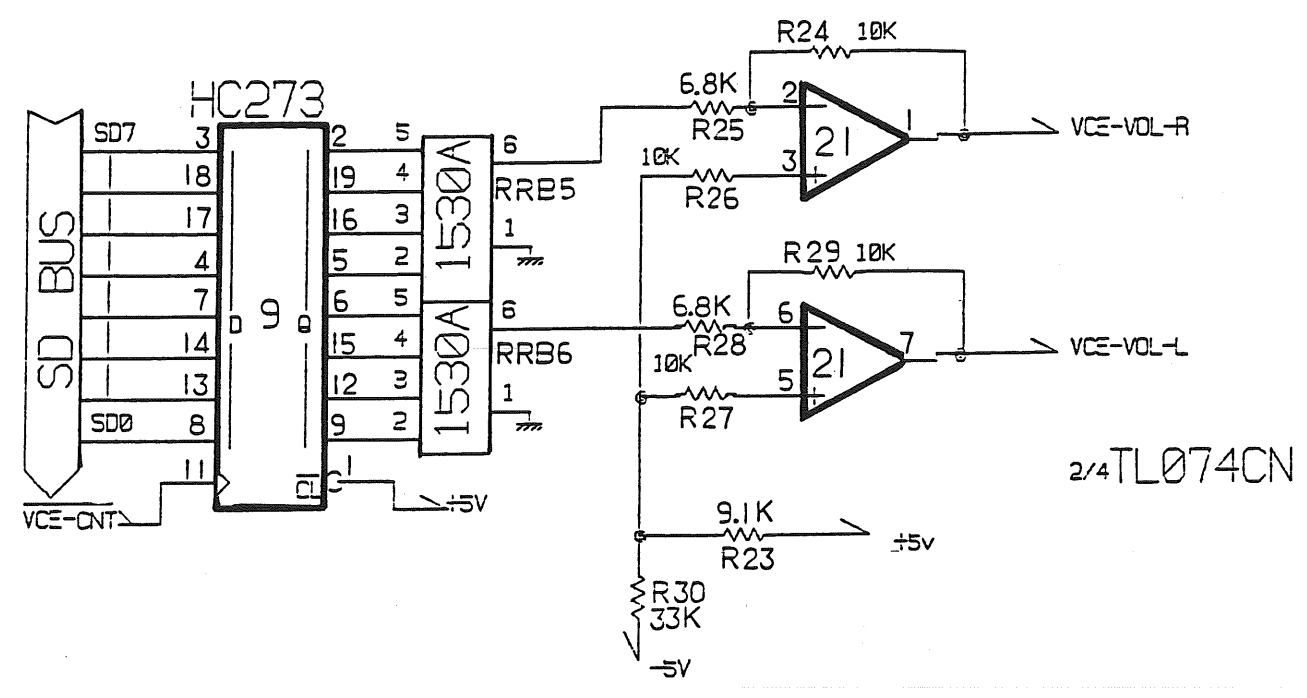 R24 10K
6.8K
HC273
2
R25
1
21
VCE-VOL-R
SD7
3
2
5
6
3
10K
18
19
4
1530A
RRB5
R26
17
16
3
1
SD BUS
4
5
2
R29 10K
7
9
6
5
6
6.8K
6
D
Q
R28
7
21
VCE-VOL-L
14
15
4
1530A
RRB6
10K
5
13
12
3
1
R27
SD0
8
9
2
11
CL
1
2/4TL074CN
VCE-CNT
+5V
9.1K
R23
+5v
R30
33K
-5V